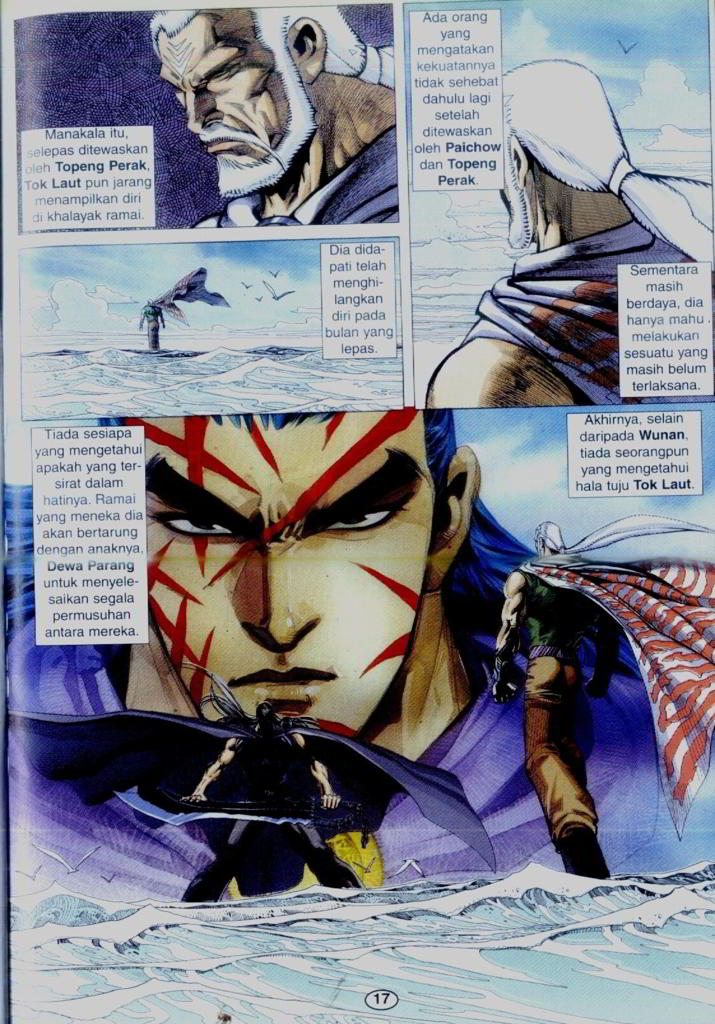 Manakala itu,
selepas ditewaskan
oleh Topeng Perak,
Tok Laut pun jarang
menampilkan diri
di khalayak ramai.
Ada orang
yang
mengatakan
kekuatannya
tidak sehebat
dahulu lagi
setelah
ditewaskan
oleh Paichow
dan Topeng
Perak.
Dia dida-
pati telah
menghi-
langkan
diri pada
bulan yang
lepas.
Sementara
masih
berdaya, dia
hanya mahu
melakukan
sesuatu yang
masih belum
terlaksana.
Tiada sesiapa
yang mengetahui
apakah yang ter-
sirat dalam
hatinya. Ramai
yang meneka dia
akan bertarung
dengan anaknya,
Dewa Parang
untuk menyele-
saikan segala
permusuhan
antara mereka.
Akhirnya, selain
daripada Wunan,
tiada seorangpun
yang mengetahui
hala tuju Tok Laut.
17